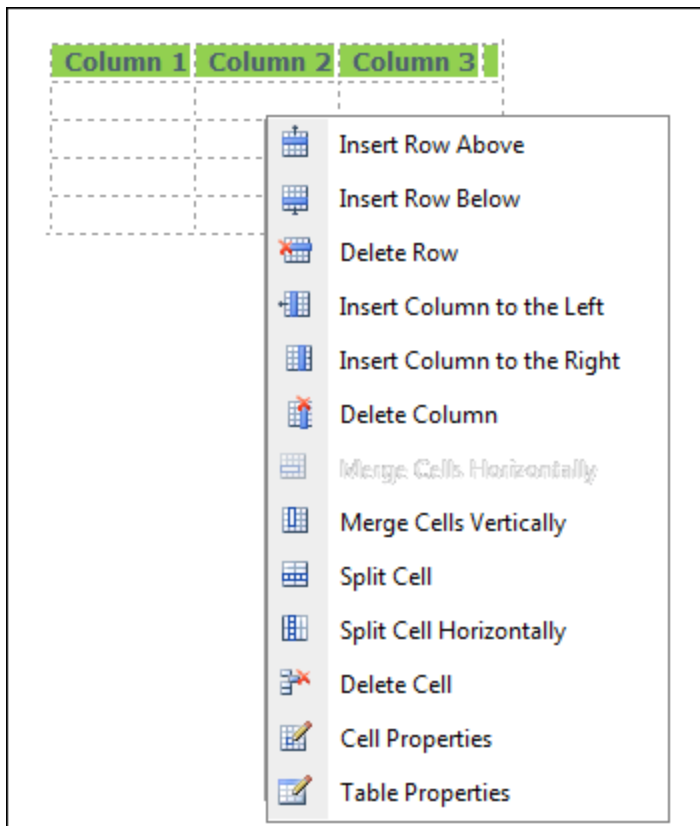 Column 1 Column 2 Column 3
Insert Row Above
Insert Row Below
Delete Row
Insert Column to the Left
Insert Column to the Right
Delete Column
Merge Cells Horizontally
Merge Cells Vertically
Split Cell
Split Cell Horizontally
Delete Cell
Cell Properties
Table Properties